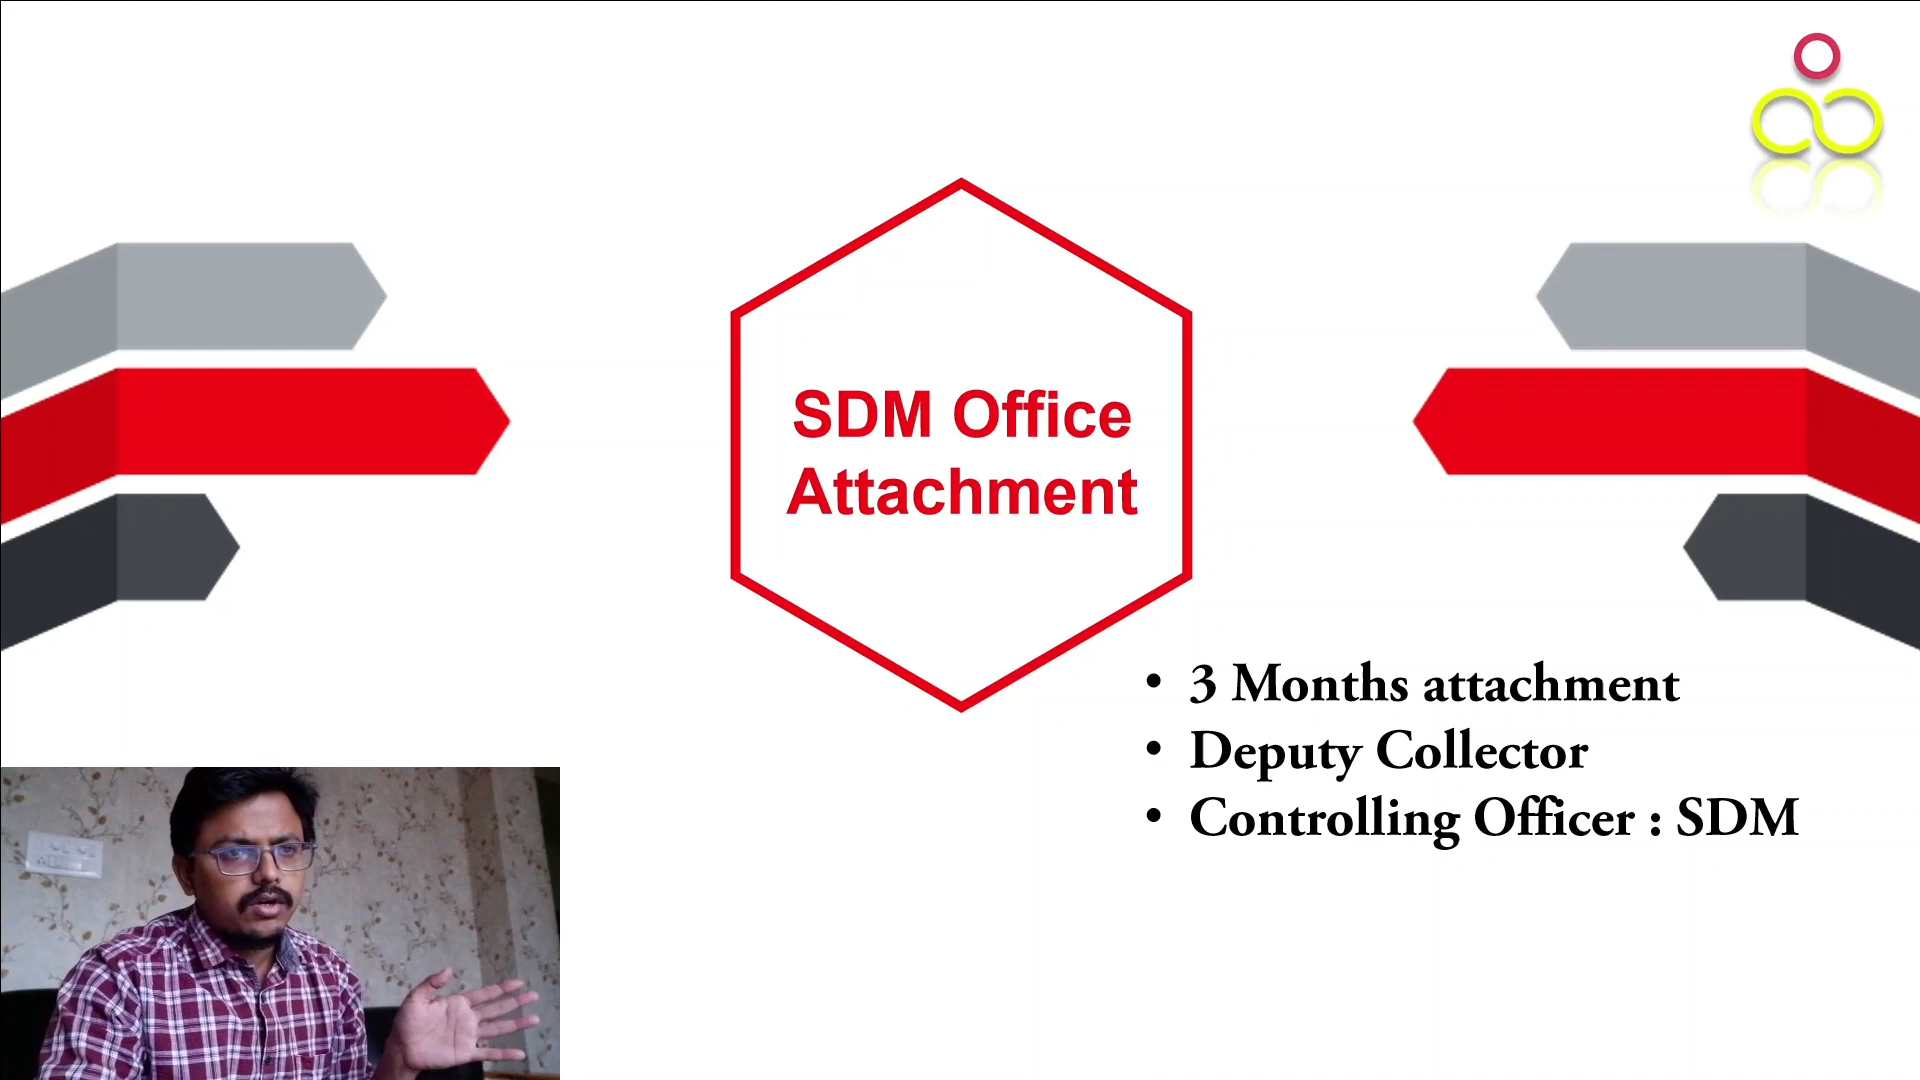 SDM Office
Attachment
• 3 Months attachment
• Deputy Collector
• Controlling Officer : SDM